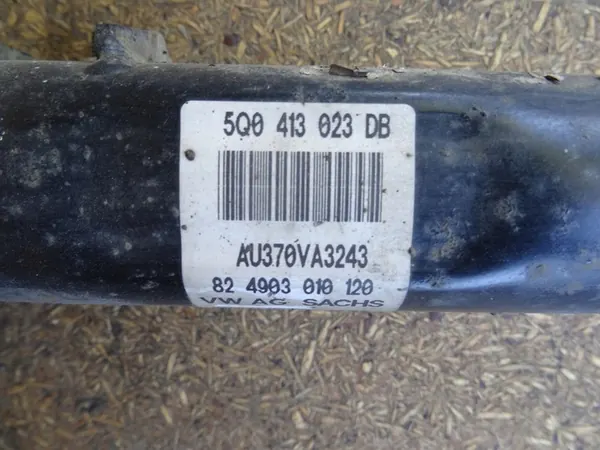 5Q0 413 023 DB
AU370VA3243
82 4903 010 120
VW AG SACHS